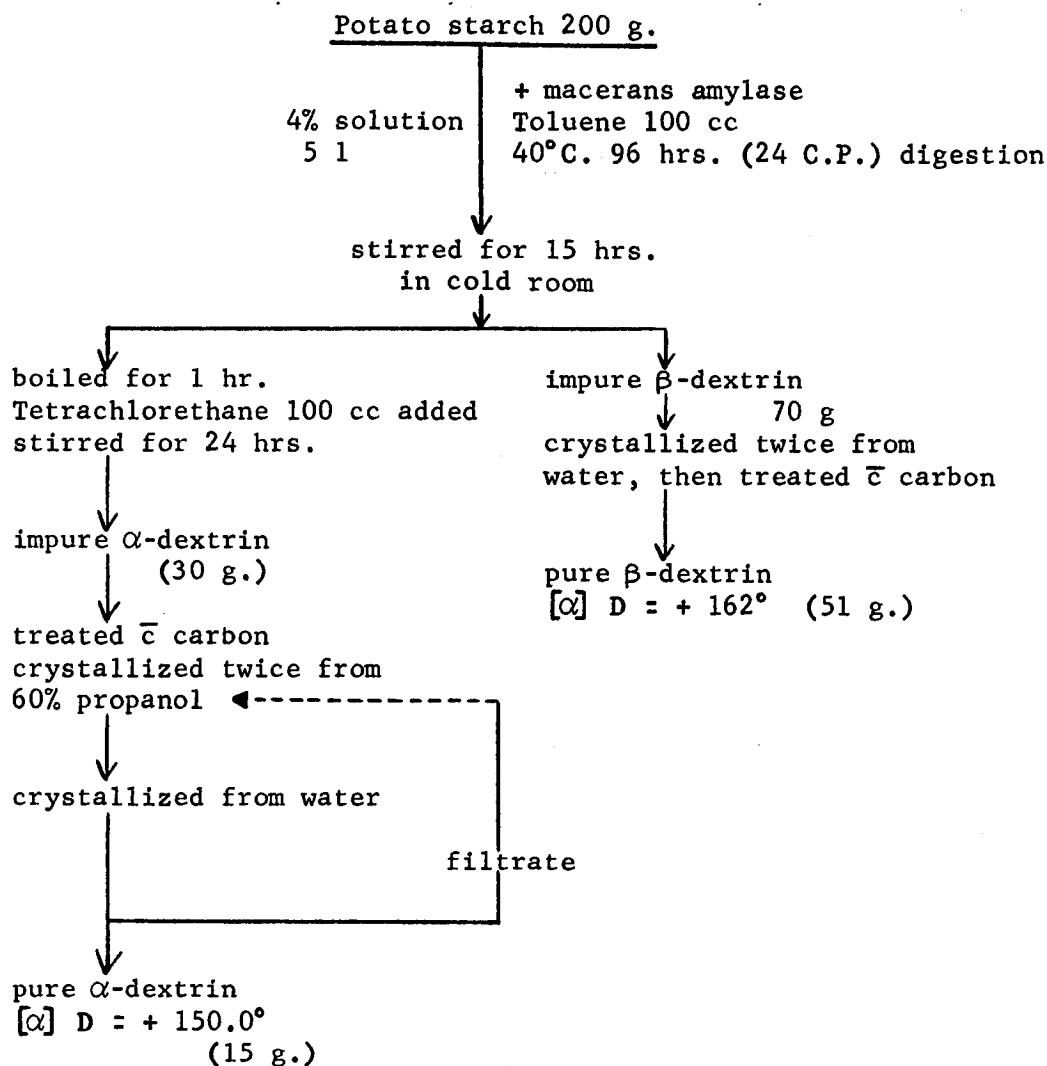 Potato starch 200 g.
4% solution
5 l
+ macerans amylase
Toluene 100 cc
40°C. 96 hrs. (24 C.P.) digestion
stirred for 15 hrs.
in cold room
boiled for 1 hr.
Tetrachlorethane 100 cc added
stirred for 24 hrs.
impure α-dextrin
(30 g.)
treated c̄ carbon
crystallized twice from
60% propanol
crystallized from water
filtrate
pure α-dextrin
[α] D = + 150.0°
(15 g.)
impure β-dextrin
70 g
crystallized twice from
water, then treated c̄ carbon
pure β-dextrin
[α] D = + 162° (51 g.)